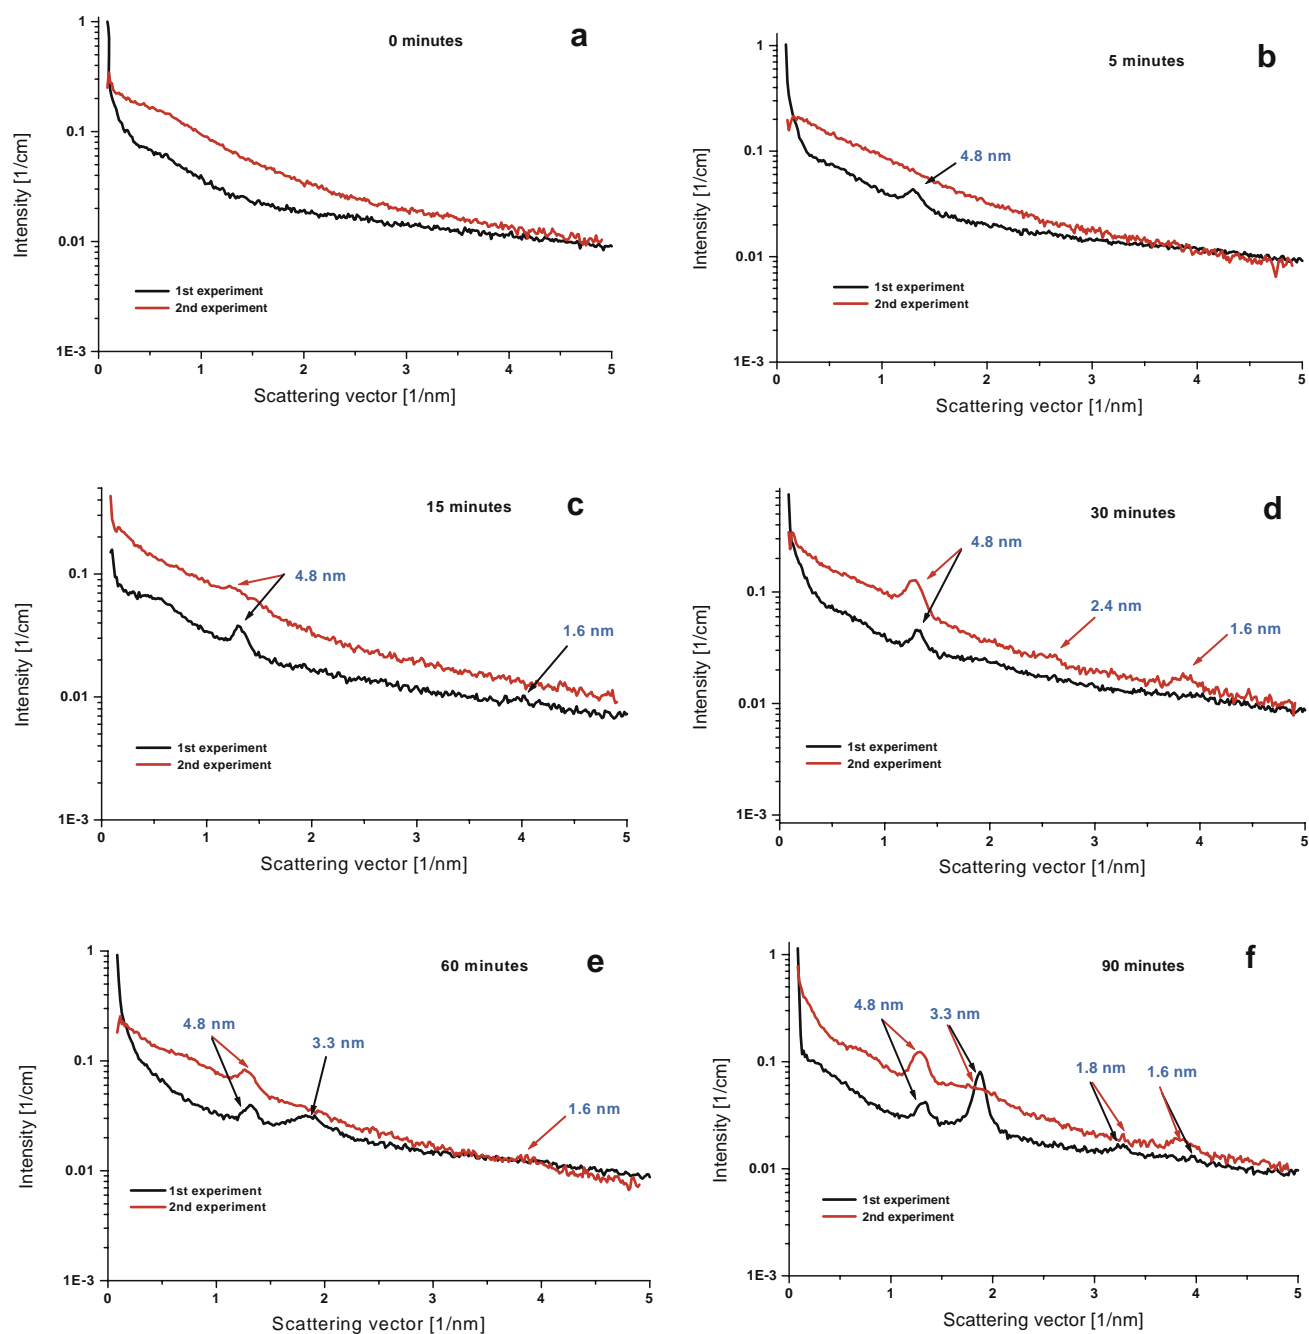 a
0 minutes
1
0.1
0.01
1E-3
Intensity [1/cm]
1st experiment
2nd experiment
0 1 2 3 4 5
Scattering vector [1/nm]
b
5 minutes
1
0.1
0.01
1E-3
Intensity [1/cm]
4.8 nm
1st experiment
2nd experiment
0 1 2 3 4 5
Scattering vector [1/nm]
c
15 minutes
0.1
0.01
1E-3
Intensity [1/cm]
4.8 nm
1.6 nm
1st experiment
2nd experiment
0 1 2 3 4 5
Scattering vector [1/nm]
d
30 minutes
0.1
0.01
1E-3
Intensity [1/cm]
4.8 nm
2.4 nm
1.6 nm
1st experiment
2nd experiment
0 1 2 3 4 5
Scattering vector [1/nm]
e
60 minutes
1
0.1
0.01
1E-3
Intensity [1/cm]
4.8 nm
3.3 nm
1.6 nm
1st experiment
2nd experiment
0 1 2 3 4 5
Scattering vector [1/nm]
f
90 minutes
1
0.1
0.01
1E-3
Intensity [1/cm]
4.8 nm
3.3 nm
1.8 nm
1.6 nm
1st experiment
2nd experiment
0 1 2 3 4 5
Scattering vector [1/nm]